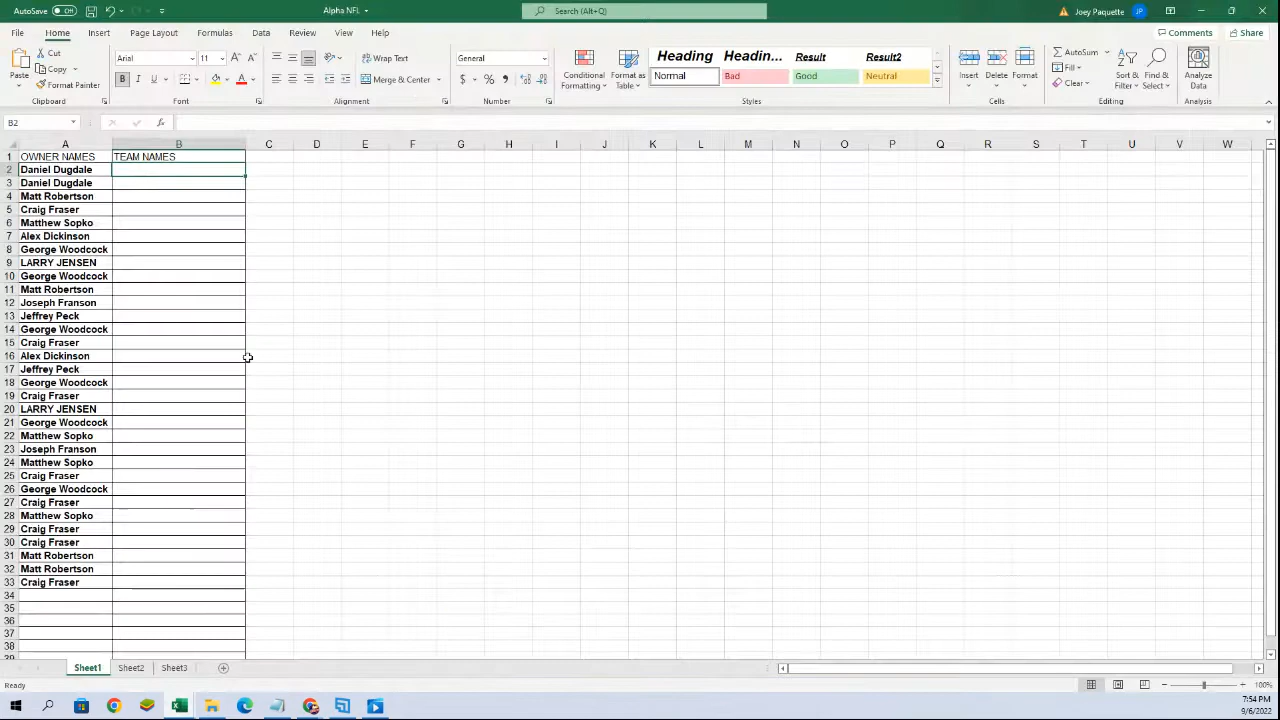 AutoSave Off Alpha NFL Search (Alt+Q) Joey Paquette JP
File Home Insert Page Layout Formulas Data Review View Help Comments Share
Paste Cut Copy Format Painter Clipboard
Arial 11 B I U Font
Wrap Text Merge & Center Alignment
General $ % , Number
Conditional Formatting Format as Table
Heading Headin... Result Result2
Normal Bad Good Neutral Styles
Insert Delete Format Cells
AutoSum Fill Clear Sort & Filter Find & Select Editing
Analyze Data Analysis
B2 fx
A B C D E F G H I J K L M N O P Q R S T U V W
1 OWNER NAMES TEAM NAMES
2 Daniel Dugdale
3 Daniel Dugdale
4 Matt Robertson
5 Craig Fraser
6 Matthew Sopko
7 Alex Dickinson
8 George Woodcock
9 LARRY JENSEN
10 George Woodcock
11 Matt Robertson
12 Joseph Franson
13 Jeffrey Peck
14 George Woodcock
15 Craig Fraser
16 Alex Dickinson
17 Jeffrey Peck
18 George Woodcock
19 Craig Fraser
20 LARRY JENSEN
21 George Woodcock
22 Matthew Sopko
23 Joseph Franson
24 Matthew Sopko
25 Craig Fraser
26 George Woodcock
27 Craig Fraser
28 Matthew Sopko
29 Craig Fraser
30 Craig Fraser
31 Matt Robertson
32 Matt Robertson
33 Craig Fraser
34
35
36
37
38
Sheet1 Sheet2 Sheet3
Ready 100%
7:54 PM
9/6/2022